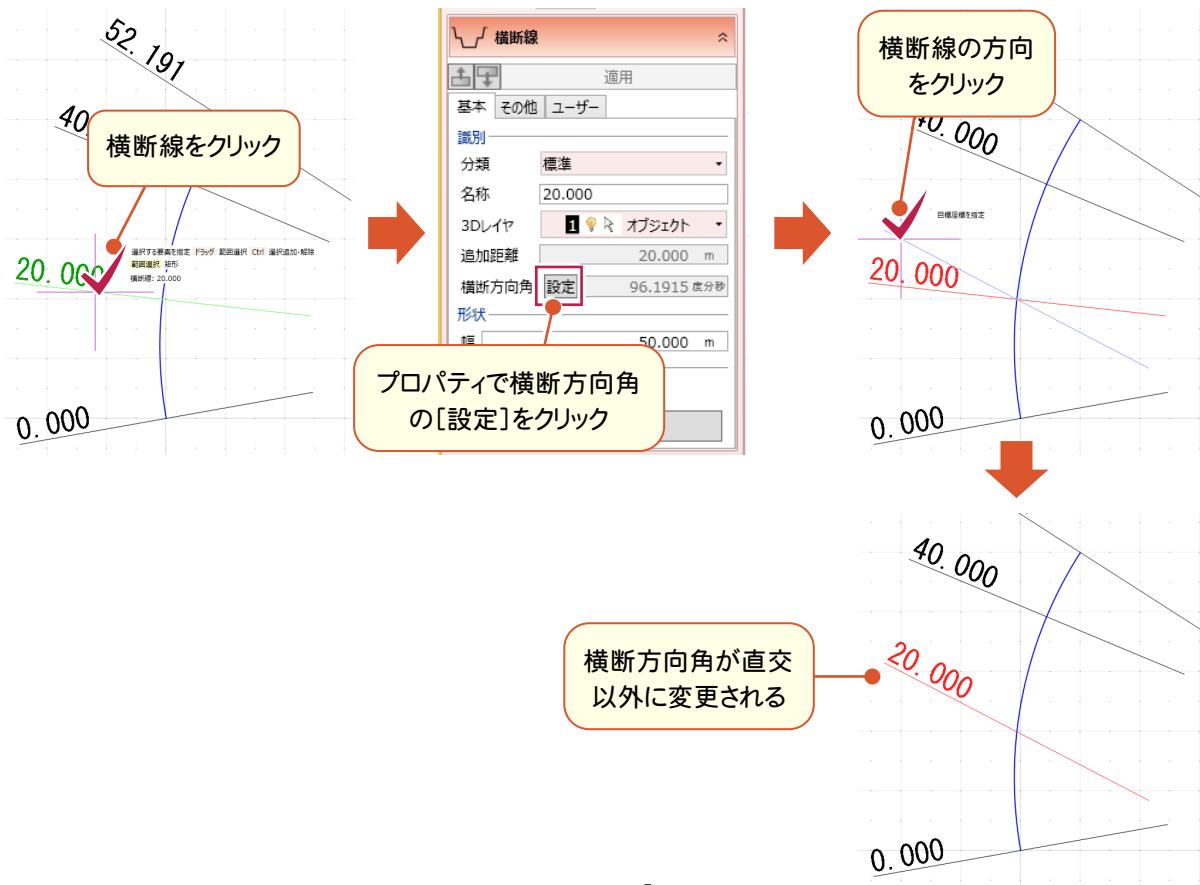 52.191
40
横断線をクリック
20.000
選択する要素を指定 ドラッグ 範囲選択 Ctrl 選択追加・解除
範囲選択 矩形
横断線: 20.000
0.000
横断線
適用
基本 その他 ユーザー
識別
分類 標準
名称 20.000
3Dレイヤ 1 オブジェクト
追加距離 20.000 m
横断方向角 設定 96.1915 度分秒
形状
幅 50.000 m
プロパティで横断方向角
の[設定]をクリック
横断線の方向
をクリック
40.000
目標座標を指定
20.000
0.000
40.000
20.000
横断方向角が直交
以外に変更される
0.000